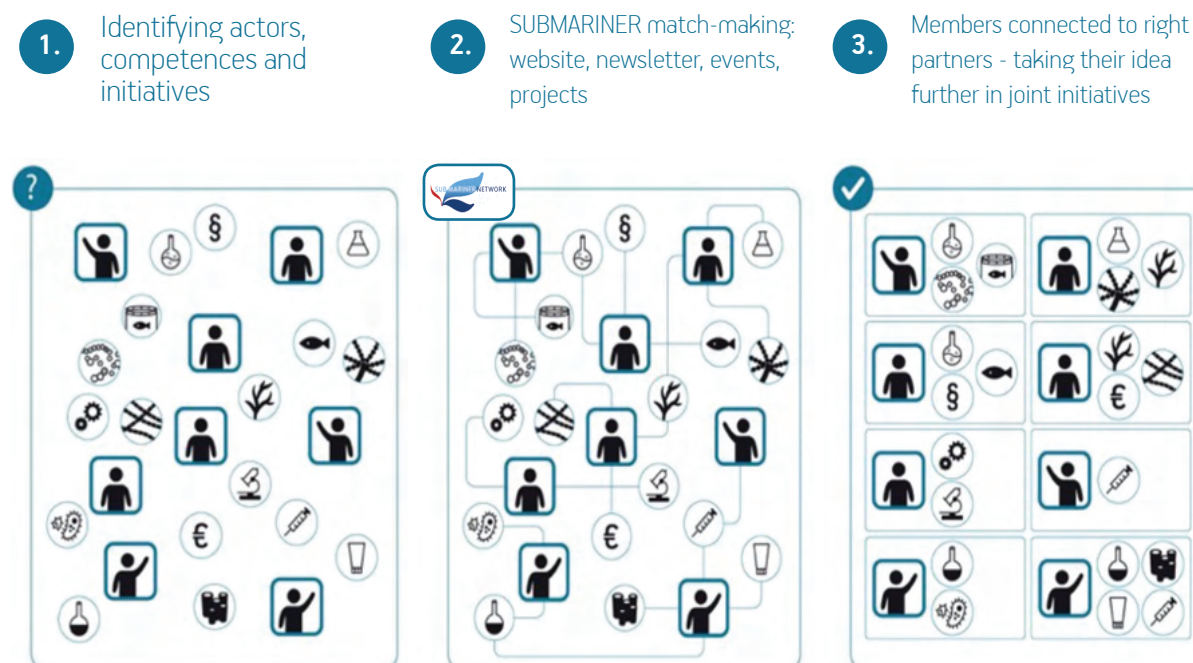 1.
Identifying actors,
competences and
initiatives
2.
SUBMARINER match-making:
website, newsletter, events,
projects
3.
Members connected to right
partners - taking their idea
further in joint initiatives
?
§
SUBMARINER NETWORK
§
§
€
€
€